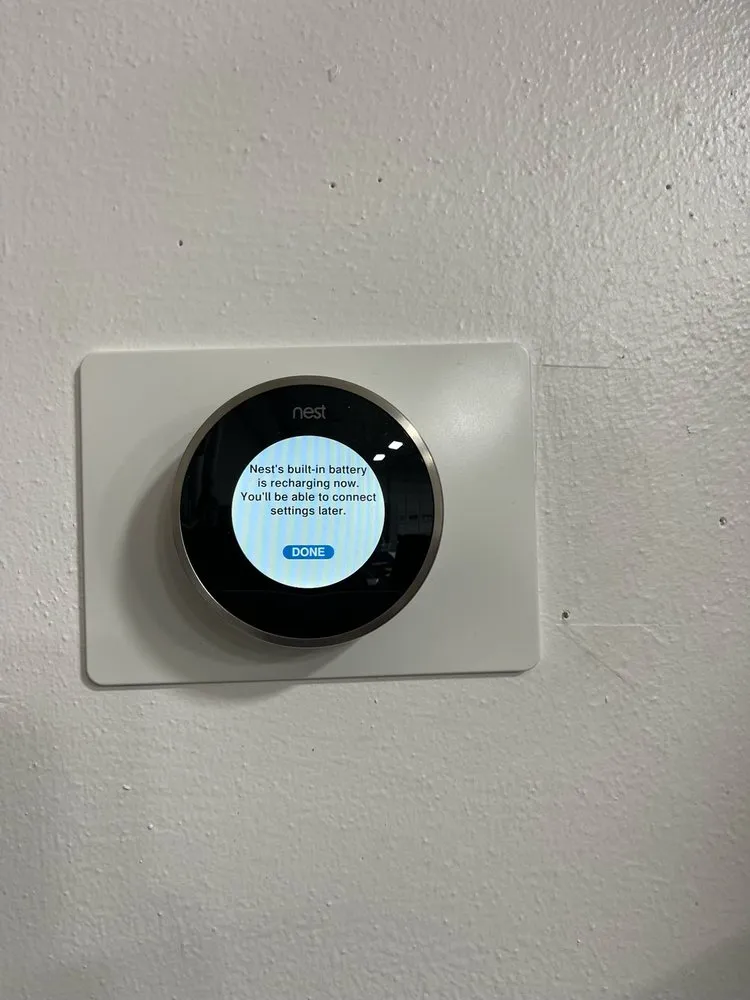 nest
Nest's built-in battery
is recharging now.
You'll be able to connect
settings later.
DONE